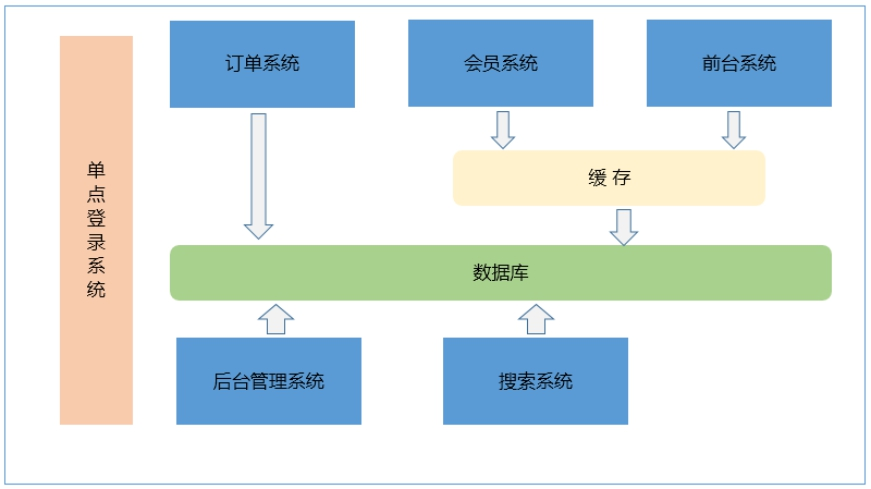 单点登录系统
订单系统
会员系统
前台系统
缓 存
数据库
后台管理系统
搜索系统